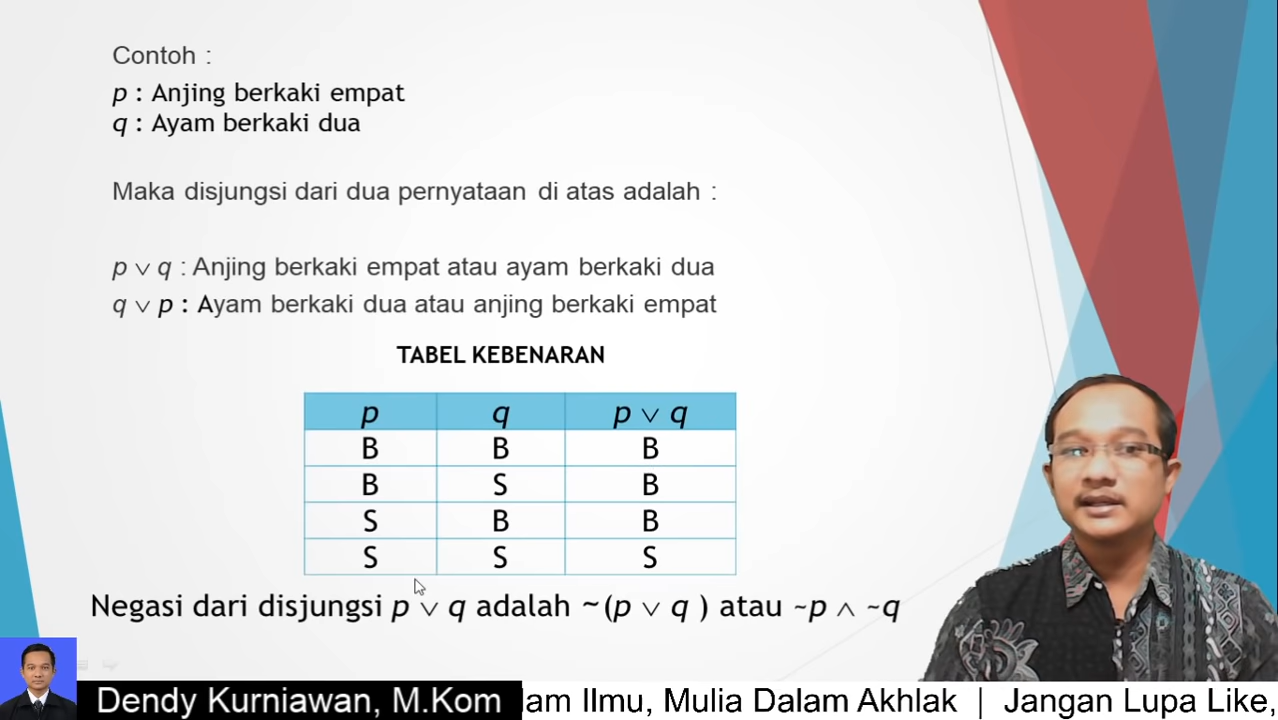 Contoh :
p : Anjing berkaki empat
q : Ayam berkaki dua
Maka disjungsi dari dua pernyataan di atas adalah :
p ∨ q : Anjing berkaki empat atau ayam berkaki dua
q ∨ p : Ayam berkaki dua atau anjing berkaki empat
TABEL KEBENARAN
p q p ∨ q
B B B
B S B
S B B
S S S
Negasi dari disjungsi p ∨ q adalah ~(p ∨ q ) atau ~p ∧ ~q
Dendy Kurniawan, M.Kom lam Ilmu, Mulia Dalam Akhlak | Jangan Lupa Like,